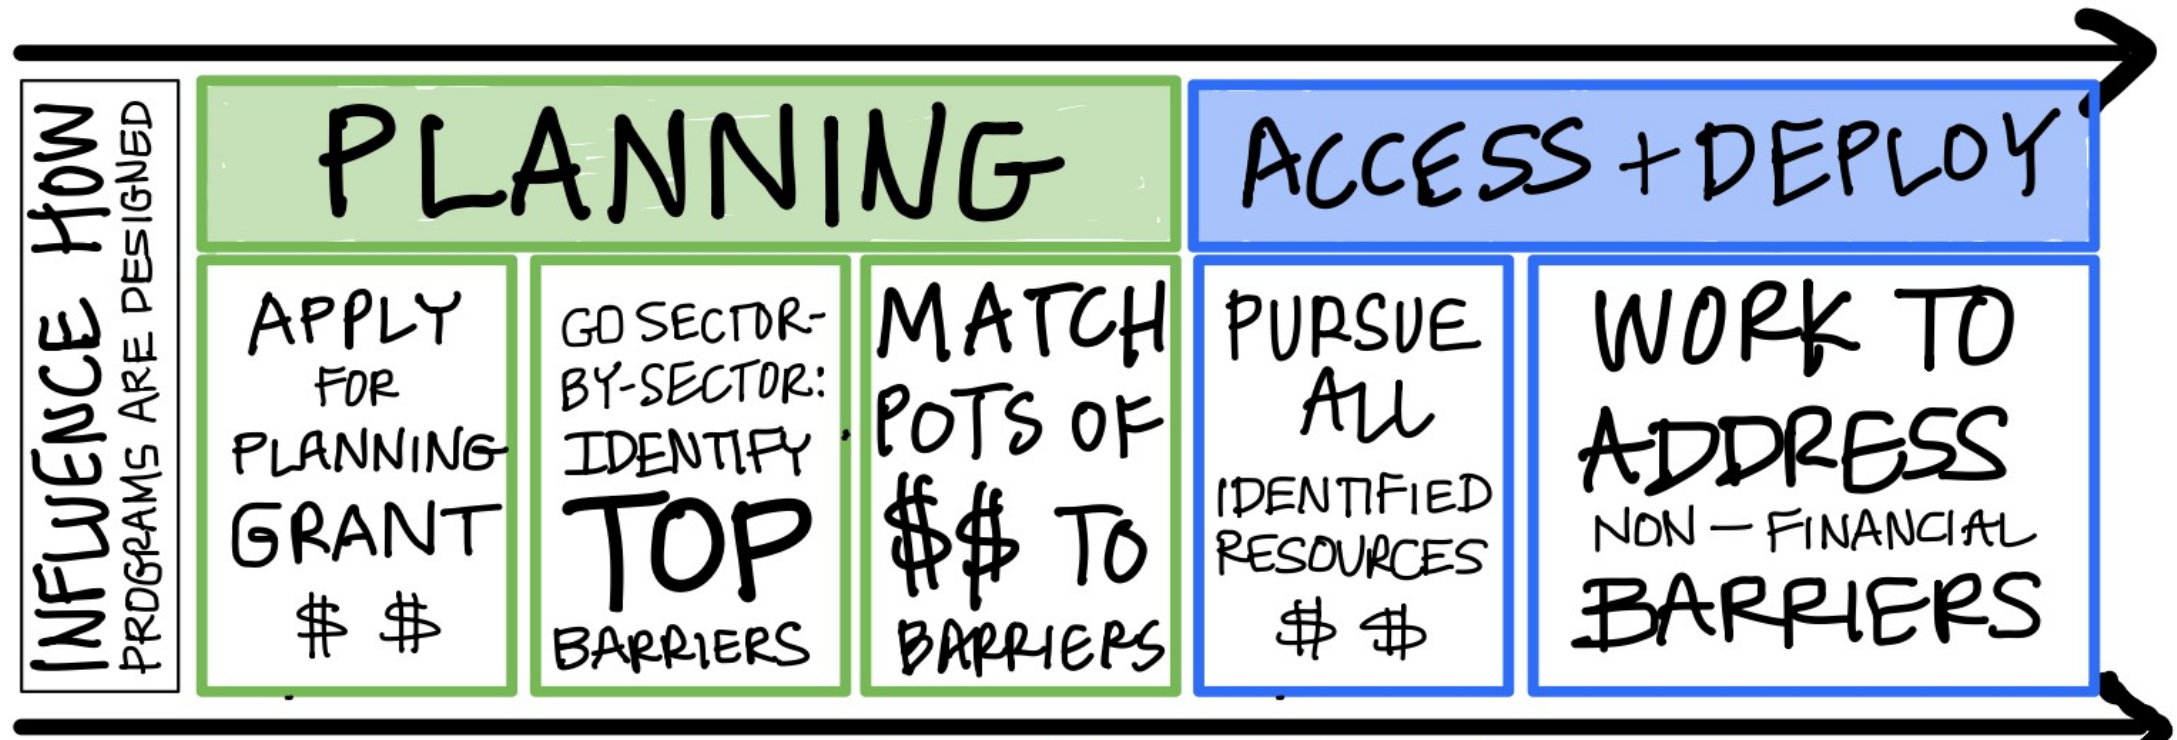 INFLUENCE HOW
PROGRAMS ARE DESIGNED
PLANNING
APPLY
FOR
PLANNING
GRANT
$ $
GO SECTOR-
BY-SECTOR:
IDENTIFY
TOP
BARRIERS
MATCH
POTS OF
$$ TO
BARRIERS
ACCESS + DEPLOY
PURSUE
ALL
IDENTIFIED
RESOURCES
$ $
WORK TO
ADDRESS
NON-FINANCIAL
BARRIERS